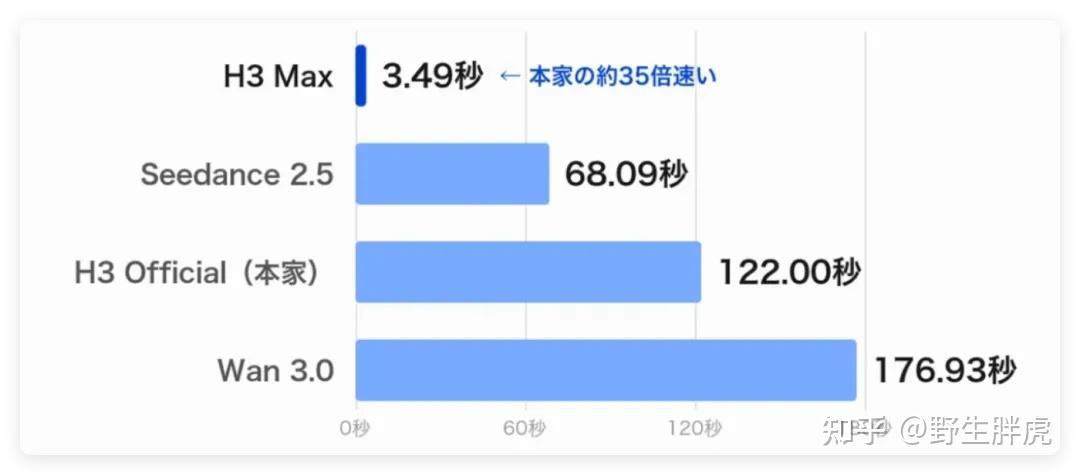 H3 Max 3.49秒 ← 本家の約35倍速い
Seedance 2.5 68.09秒
H3 Official（本家） 122.00秒
Wan 3.0 176.93秒
0秒 60秒 120秒
知乎 @野生胖虎